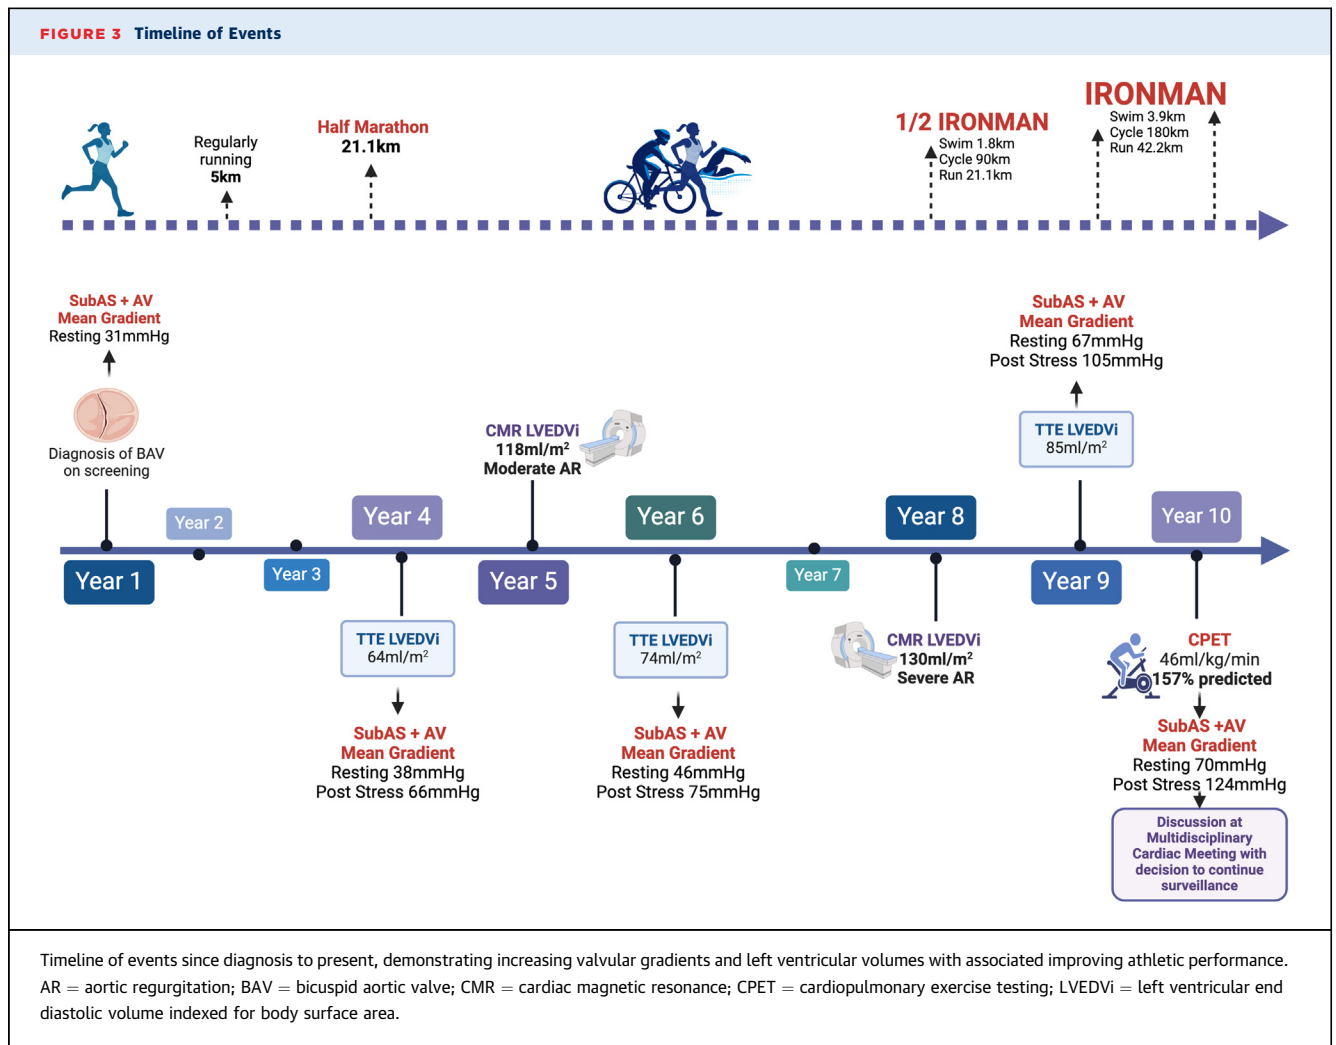 FIGURE 3 Timeline of Events
Regularly
running
5km
Half Marathon
21.1km
1/2 IRONMAN
Swim 1.8km
Cycle 90km
Run 21.1km
IRONMAN
Swim 3.9km
Cycle 180km
Run 42.2km
SubAS + AV
Mean Gradient
Resting 31mmHg
Diagnosis of BAV
on screening
Year 1
Year 2
Year 3
Year 4
TTE LVEDVi
64ml/m²
SubAS + AV
Mean Gradient
Resting 38mmHg
Post Stress 66mmHg
CMR LVEDVi
118ml/m²
Moderate AR
Year 5
Year 6
TTE LVEDVi
74ml/m²
SubAS + AV
Mean Gradient
Resting 46mmHg
Post Stress 75mmHg
Year 7
Year 8
CMR LVEDVi
130ml/m²
Severe AR
SubAS + AV
Mean Gradient
Resting 67mmHg
Post Stress 105mmHg
TTE LVEDVi
85ml/m²
Year 9
Year 10
CPET
46ml/kg/min
157% predicted
SubAS +AV
Mean Gradient
Resting 70mmHg
Post Stress 124mmHg
Discussion at
Multidisciplinary
Cardiac Meeting with
decision to continue
surveillance
Timeline of events since diagnosis to present, demonstrating increasing valvular gradients and left ventricular volumes with associated improving athletic performance.
AR = aortic regurgitation; BAV = bicuspid aortic valve; CMR = cardiac magnetic resonance; CPET = cardiopulmonary exercise testing; LVEDVi = left ventricular end
diastolic volume indexed for body surface area.